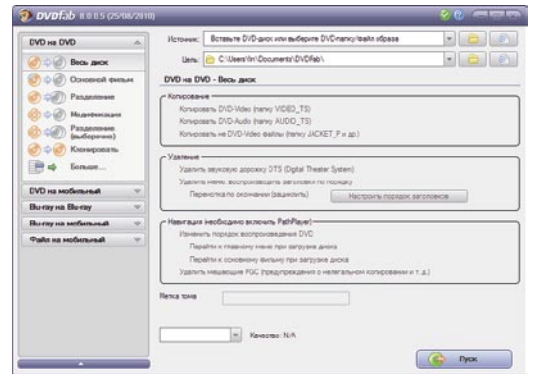 DVDFab 8.0.0.5 (25/08/2010)
DVD на DVD
Весь диск
Основной фильм
Разделение
Медификация
Разделение (выборочно)
Клонировать
Больше...
DVD на мобильный
Blu-ray на Blu-ray
Blu-ray на мобильный
Файл на мобильный
Источник: Вставьте DVD-диск или выберите DVD-папку/файл образа
Цель: C:\Users\lin\Documents\DVDFab\
DVD на DVD - Весь диск
Копирование
Копировать DVD-Video (папку VIDEO_TS)
Копировать DVD-Audio (папку AUDIO_TS)
Копировать не DVD-Video файлы (папку JACKET_P и др.)
Удаление
Удалить звуковую дорожку DTS (Digital Theater System)
Удалить меню, воспроизводить заголовки по порядку
Перемотка по окончании (зациклить)
Настроить порядок заголовков
Навигация (необходимо включить PathPlayer)
Изменить порядок воспроизведения DVD:
Перейти к главному меню при загрузке диска
Перейти к основному фильму при загрузке диска
Удалить мешающие PGC (предупреждения о нелегальном копировании и т. д.)
Метка тома
Качество: N/A
Пуск